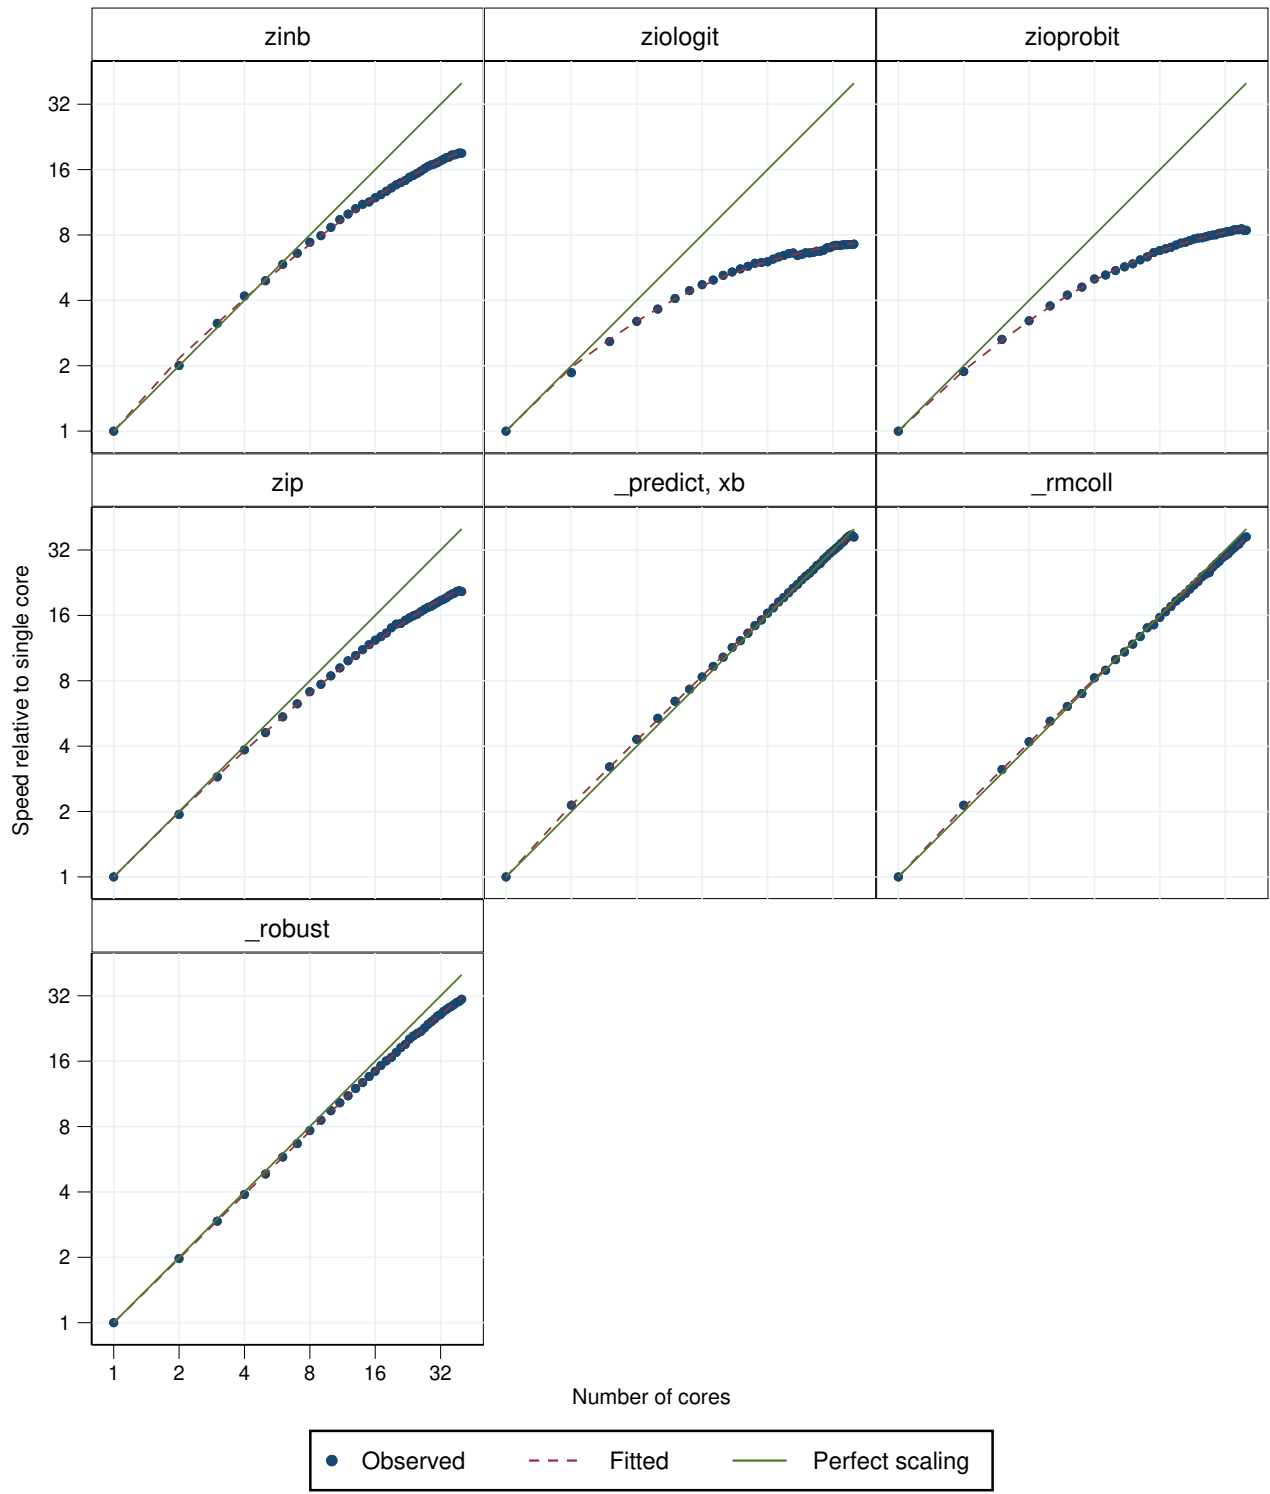 zinb
ziologit
zioprobit
32
16
8
4
2
1
zip
_predict, xb
_rmcoll
32
16
8
4
2
1
Speed relative to single core
_robust
32
16
8
4
2
1
1 2 4 8 16 32
Number of cores
Observed Fitted Perfect scaling